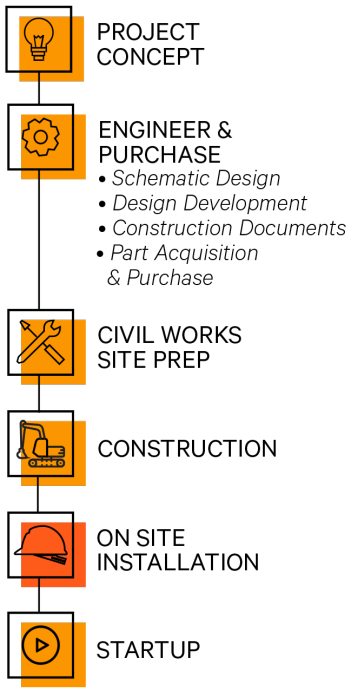 PROJECT
CONCEPT
ENGINEER &
PURCHASE
• Schematic Design
• Design Development
• Construction Documents
• Part Acquisition
& Purchase
CIVIL WORKS
SITE PREP
CONSTRUCTION
ON SITE
INSTALLATION
STARTUP